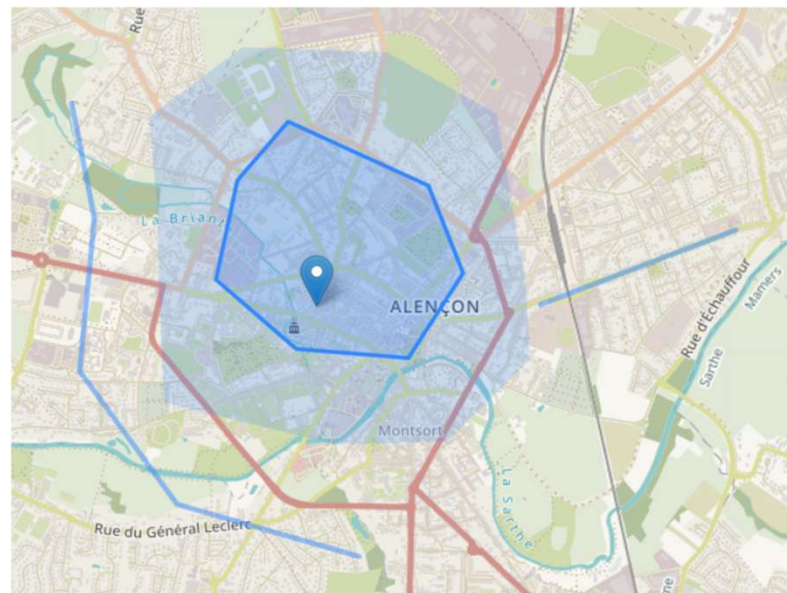 Rue
La Briante
ALENÇON
Rue d'Échauffour
Mamers
Sarthe
Montsort
La Sarthe
Rue du Général Leclerc